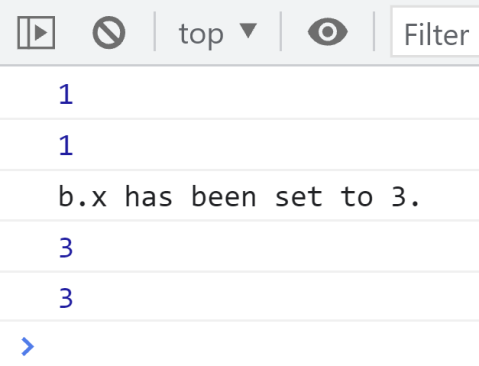 top ▼ Filter
1
1
b.x has been set to 3.
3
3